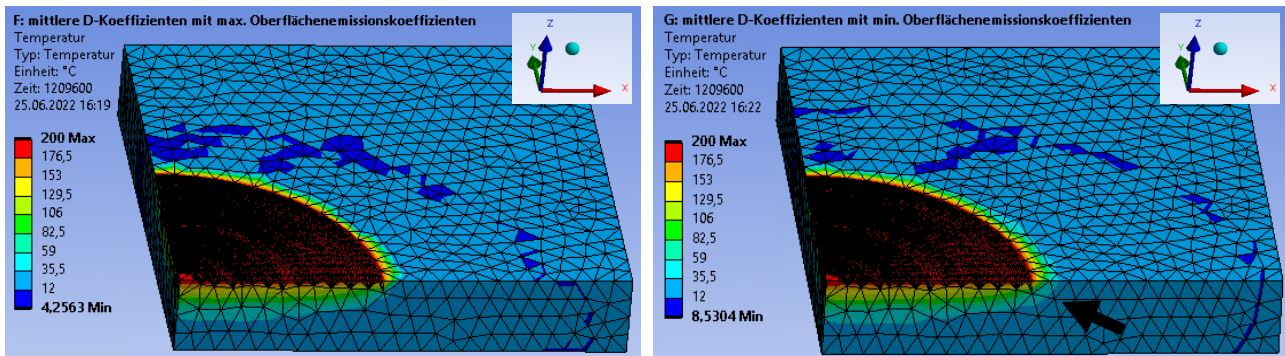 F: mittlere D-Koeffizienten mit max. Oberflächenemissionskoeffizienten
Temperatur
Typ: Temperatur
Einheit: °C
Zeit: 1209600
25.06.2022 16:19
200 Max
176,5
153
129,5
106
82,5
59
35,5
12
4,2563 Min
Z
Y
X
G: mittlere D-Koeffizienten mit min. Oberflächenemissionskoeffizienten
Temperatur
Typ: Temperatur
Einheit: °C
Zeit: 1209600
25.06.2022 16:22
200 Max
176,5
153
129,5
106
82,5
59
35,5
12
8,5304 Min
Z
Y
X